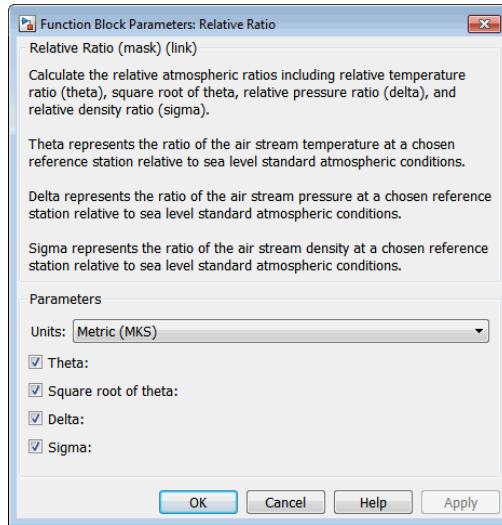 Function Block Parameters: Relative Ratio
Relative Ratio (mask) (link)
Calculate the relative atmospheric ratios including relative temperature
ratio (theta), square root of theta, relative pressure ratio (delta), and
relative density ratio (sigma).
Theta represents the ratio of the air stream temperature at a chosen
reference station relative to sea level standard atmospheric conditions.
Delta represents the ratio of the air stream pressure at a chosen reference
station relative to sea level standard atmospheric conditions.
Sigma represents the ratio of the air stream density at a chosen reference
station relative to sea level standard atmospheric conditions.
Parameters
Units: Metric (MKS)
Theta:
Square root of theta:
Delta:
Sigma:
OK Cancel Help Apply